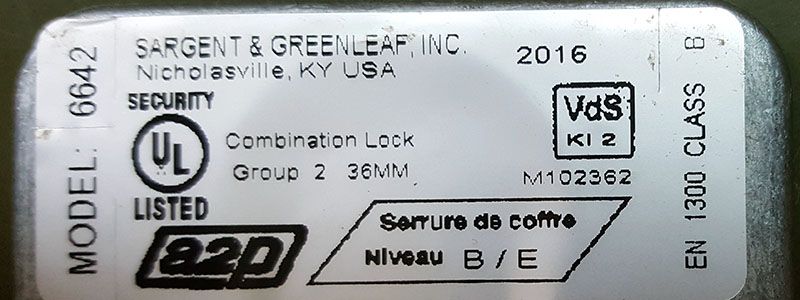 MODEL: 6642
SARGENT & GREENLEAF, INC.
Nicholasville, KY USA
2016
SECURITY
UL
LISTED
Combination Lock
Group 2 36MM
VdS
KI 2
M102362
a2p
Serrure de coffre
Niveau B / E
EN 1300 CLASS B